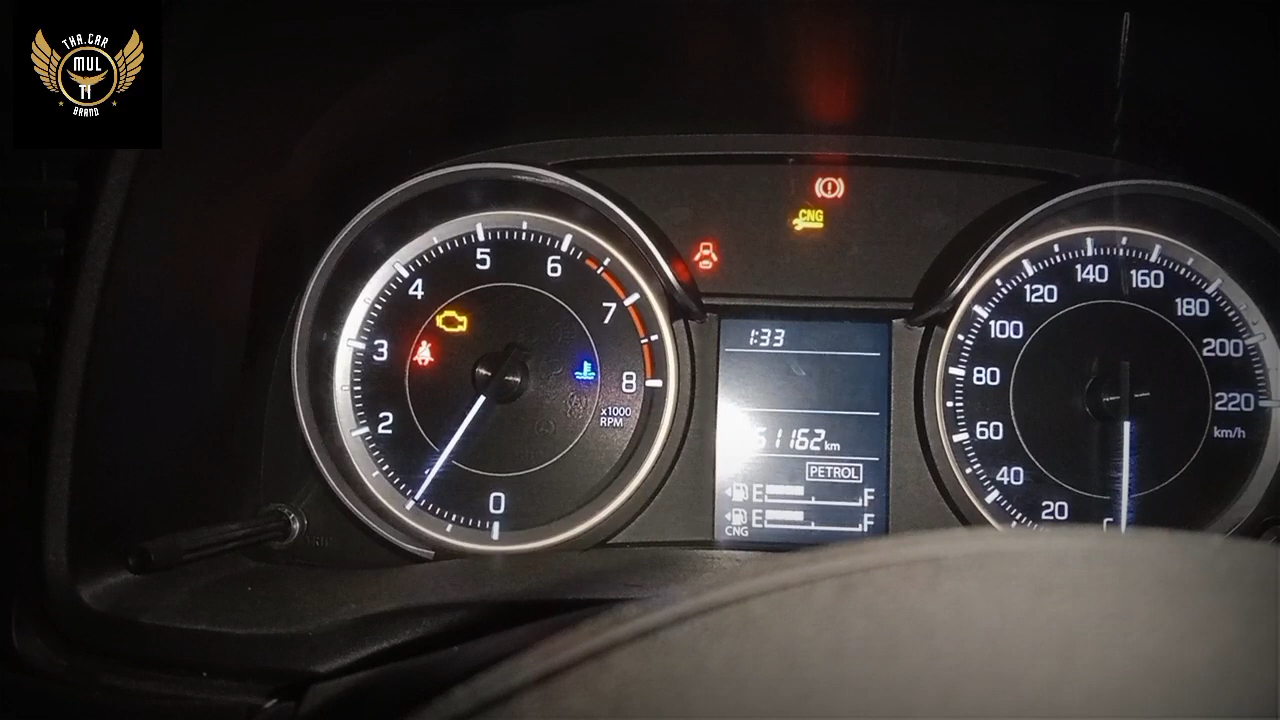 THA.CAR
MUL
TI
BRAND
CNG
5
6
4
7
3
8
x1000
RPM
2
0
1:33
51162 km
PETROL
E F
E F
CNG
140
160
120
180
100
200
80
220
km/h
60
40
20